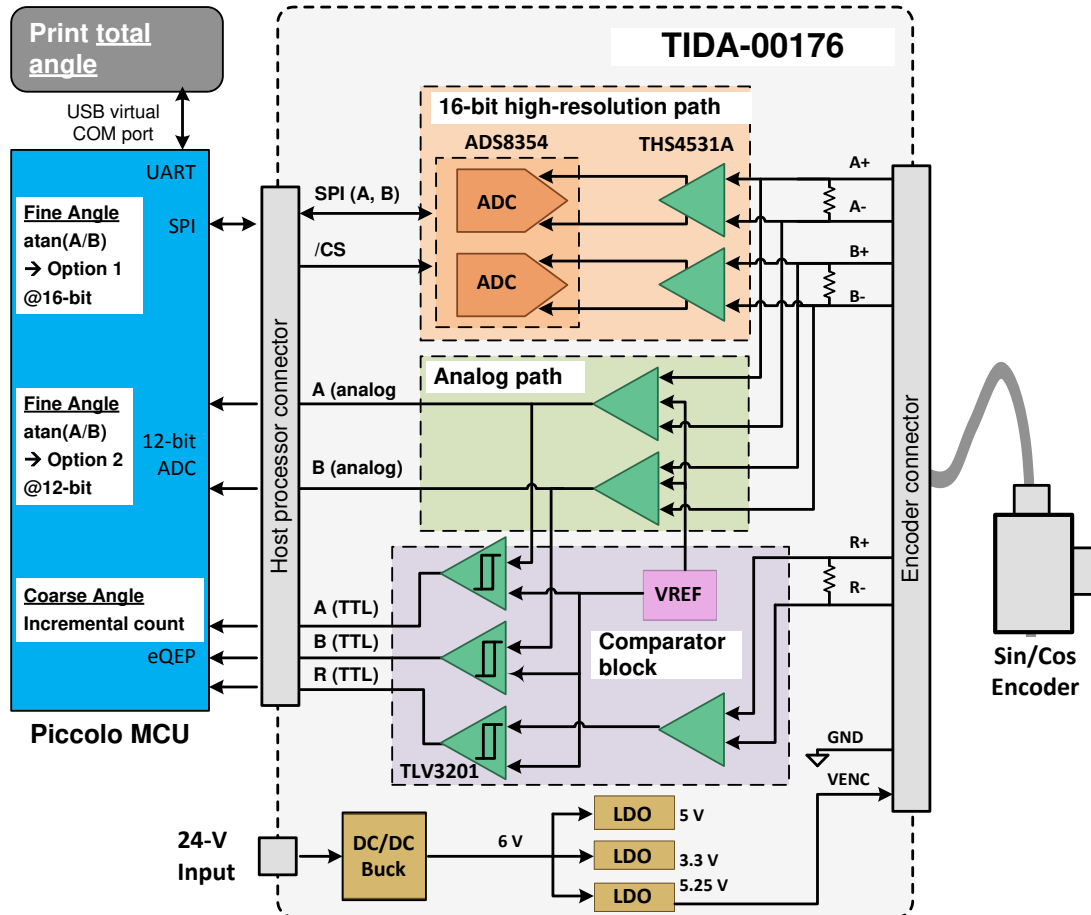 Print total
angle
TIDA-00176
USB virtual
COM port
16-bit high-resolution path
ADS8354
THS4531A
UART
SPI
Fine Angle
atan(A/B)
→ Option 1
@16-bit
SPI (A, B)
/CS
ADC
ADC
A+
A-
B+
B-
Host processor connector
Encoder connector
Analog path
A (analog
B (analog)
Fine Angle
atan(A/B)
→ Option 2
@12-bit
12-bit
ADC
R+
R-
VREF
Comparator
block
Coarse Angle
Incremental count
eQEP
A (TTL)
B (TTL)
R (TTL)
TLV3201
Piccolo MCU
Sin/Cos
Encoder
GND
VENC
24-V
Input
DC/DC
Buck
6 V
LDO
5 V
LDO
3.3 V
LDO
5.25 V